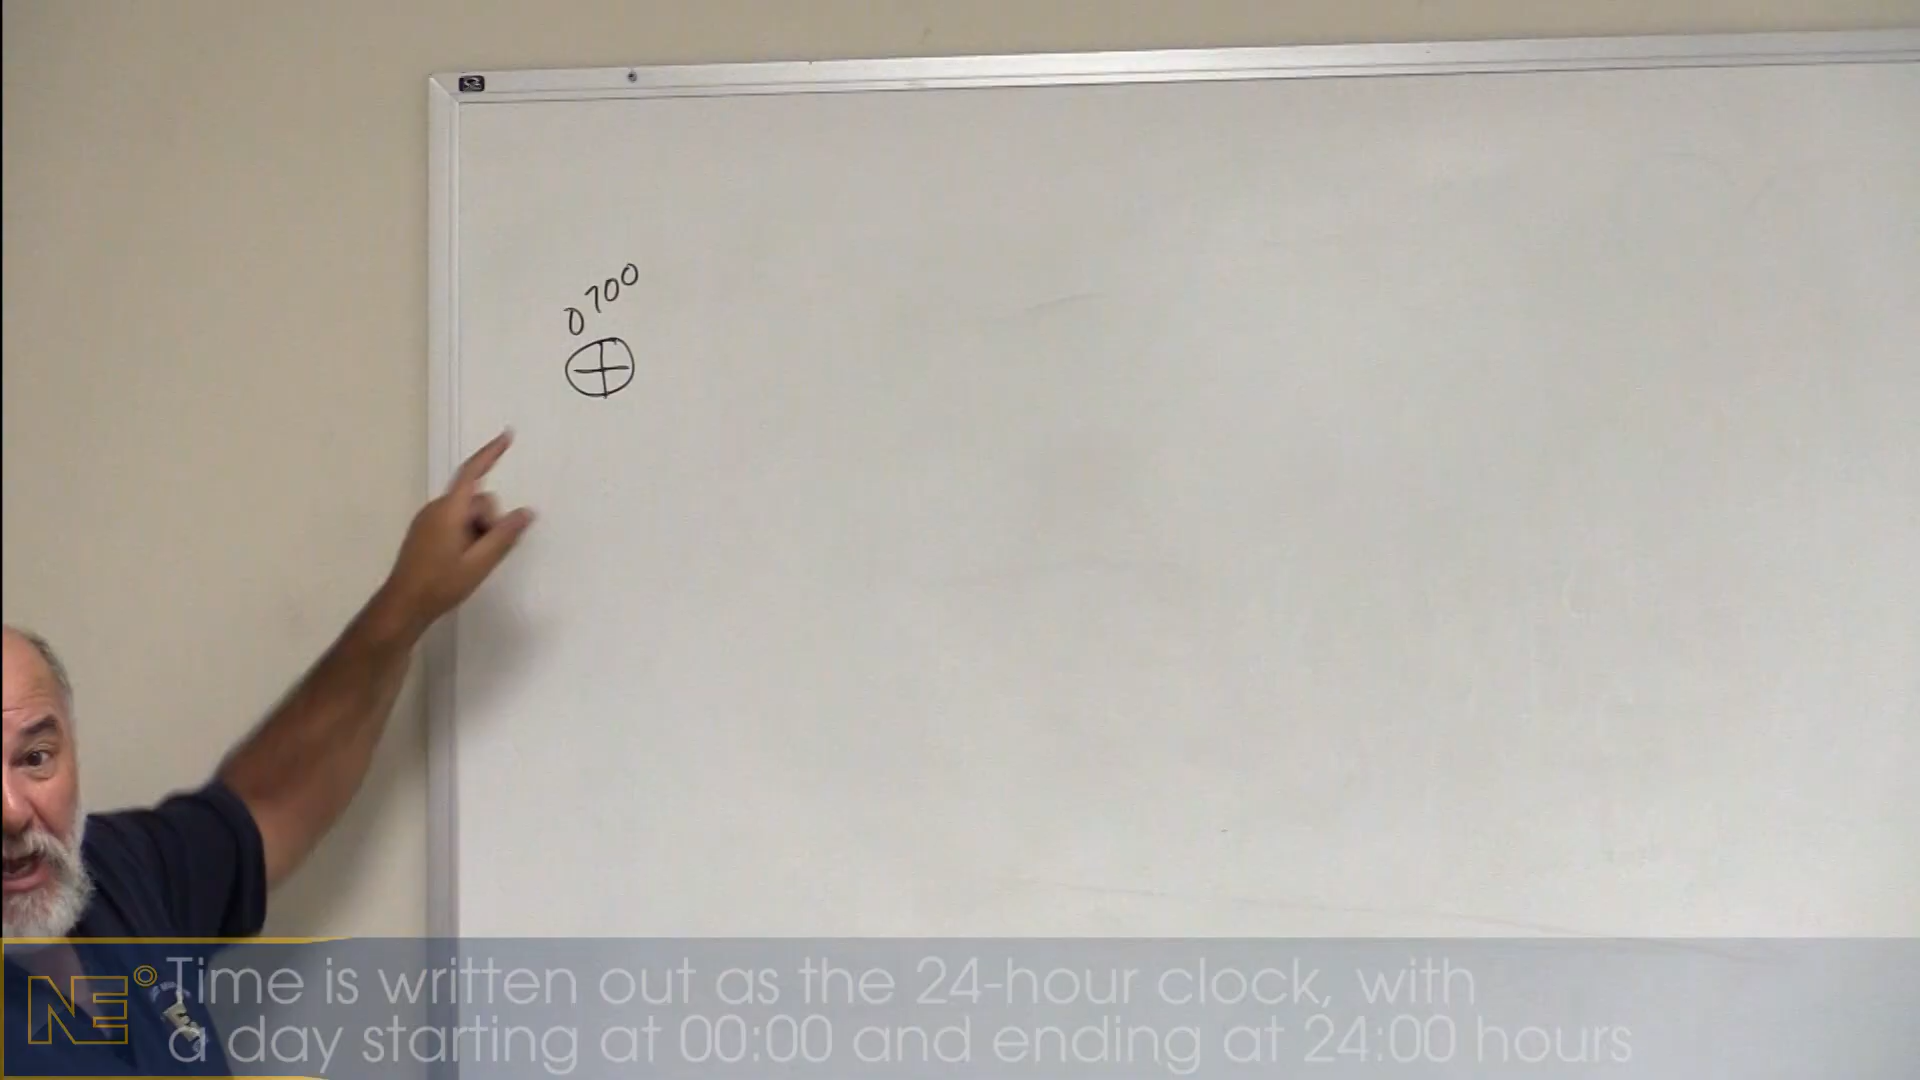 0700
NE°
Time is written out as the 24-hour clock, with
a day starting at 00:00 and ending at 24:00 hours